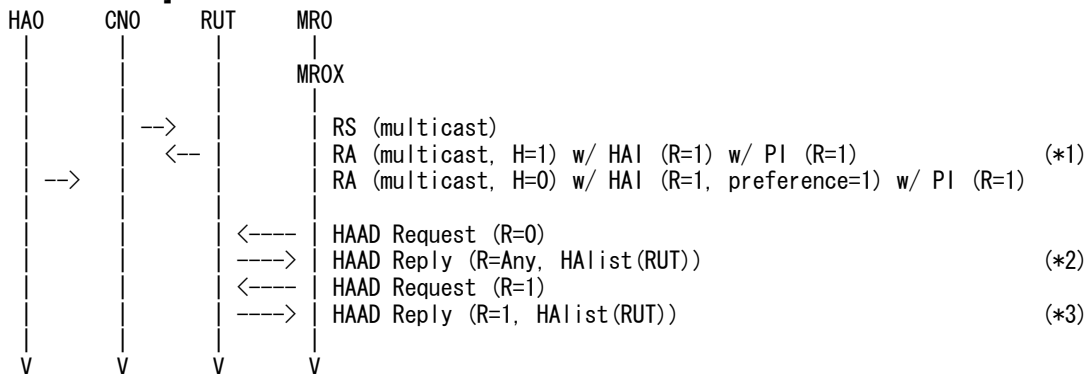 HA0 CN0 RUT MR0
MR0X
--> RS (multicast)
<-- RA (multicast, H=1) w/ HAI (R=1) w/ PI (R=1) (*1)
--> RA (multicast, H=0) w/ HAI (R=1, preference=1) w/ PI (R=1)
<---- HAAD Request (R=0)
----> HAAD Reply (R=Any, HAlist(RUT)) (*2)
<---- HAAD Request (R=1)
----> HAAD Reply (R=1, HAlist(RUT)) (*3)
V V V V